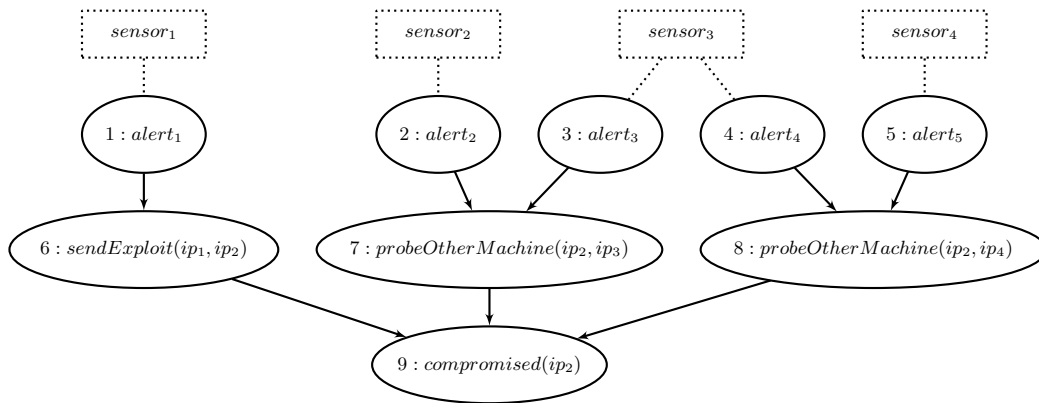 sensor₁
sensor₂
sensor₃
sensor₄
1 : alert₁
2 : alert₂
3 : alert₃
4 : alert₄
5 : alert₅
6 : sendExploit(ip₁, ip₂)
7 : probeOtherMachine(ip₂, ip₃)
8 : probeOtherMachine(ip₂, ip₄)
9 : compromised(ip₂)